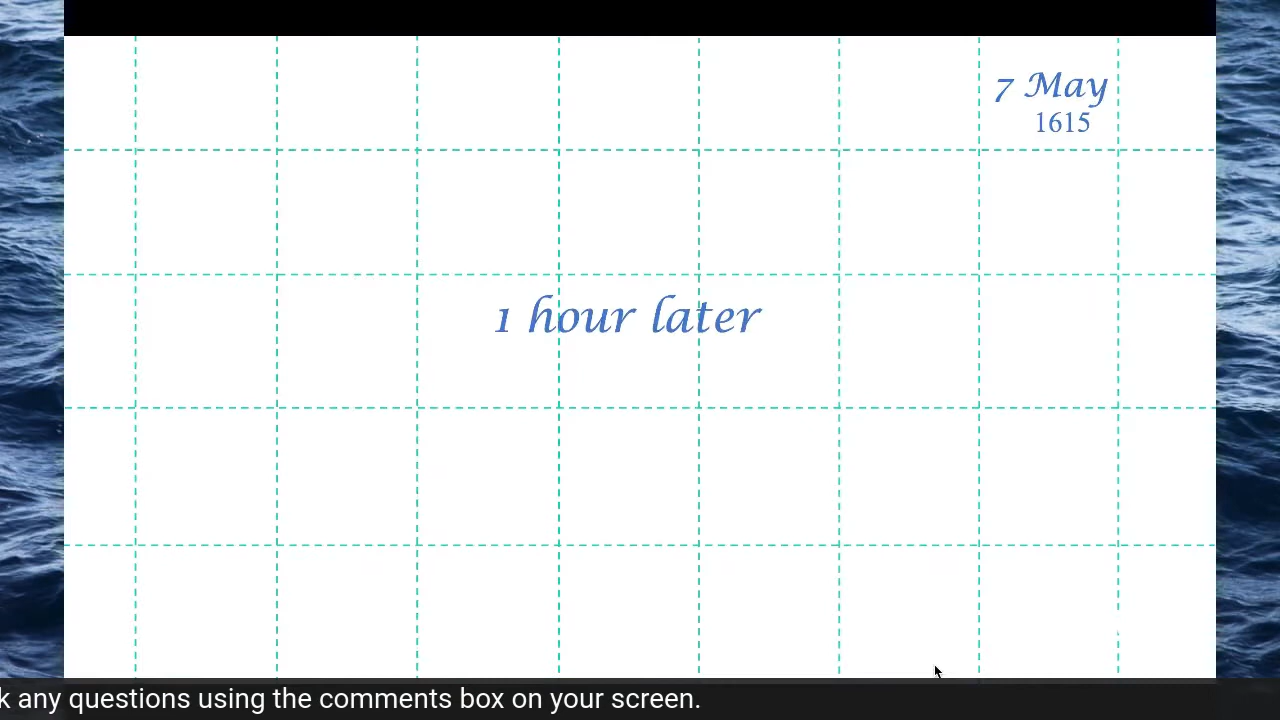 7 May
1615
1 hour later
any questions using the comments box on your screen.